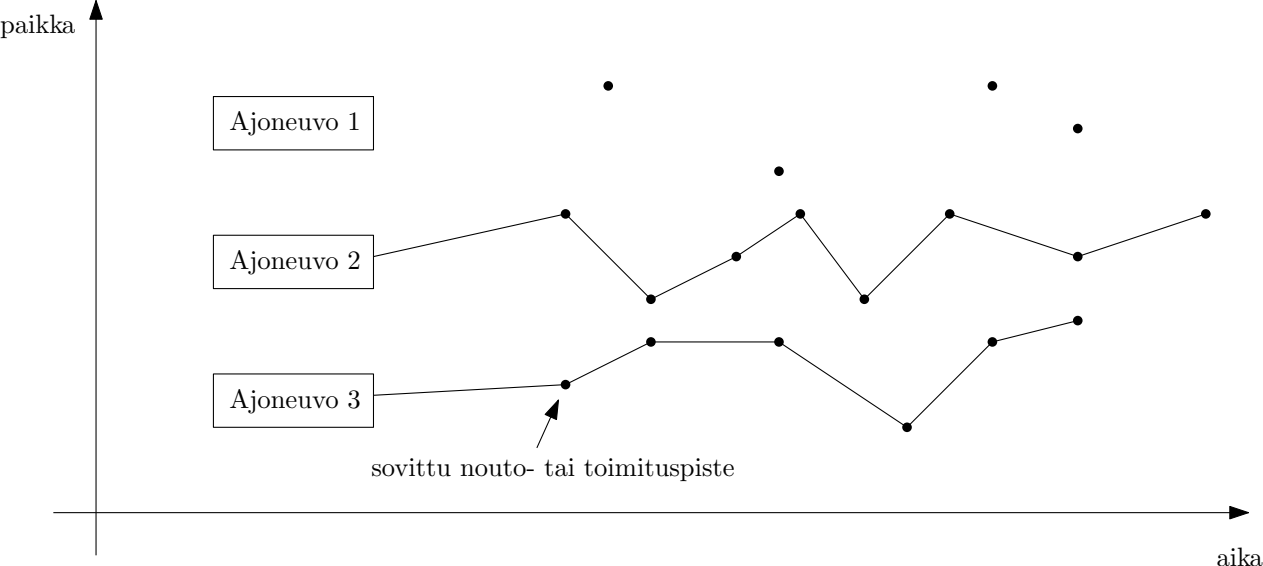 paikka
Ajoneuvo 1
Ajoneuvo 2
Ajoneuvo 3
sovittu nouto- tai toimituspiste
aika